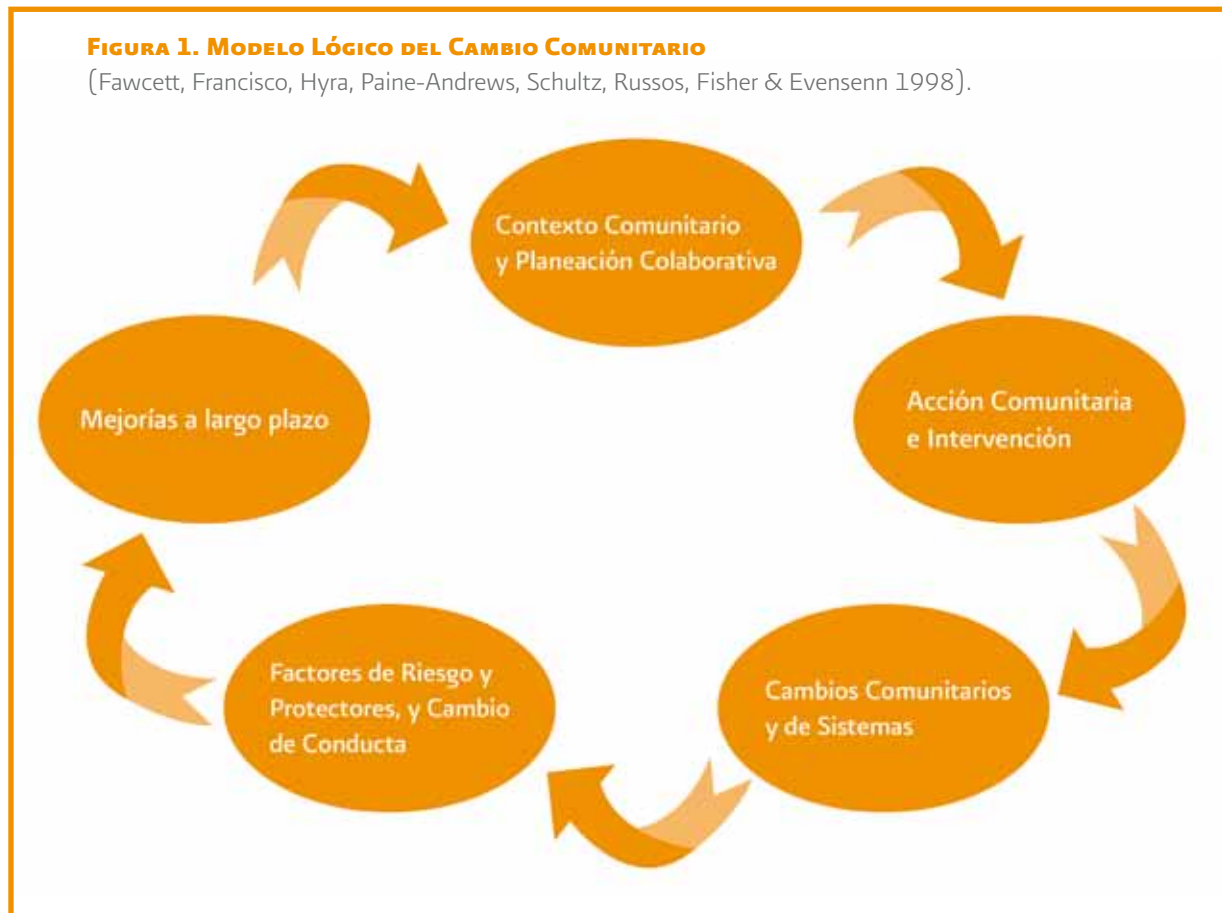 Figura 1. Modelo Lógico del Cambio Comunitario
(Fawcett, Francisco, Hyra, Paine-Andrews, Schultz, Russos, Fisher & Evensenn 1998).
Contexto Comunitario
y Planeación Colaborativa
Acción Comunitaria
e Intervención
Cambios Comunitarios
y de Sistemas
Factores de Riesgo y
Protectores, y Cambio
de Conducta
Mejorías a largo plazo